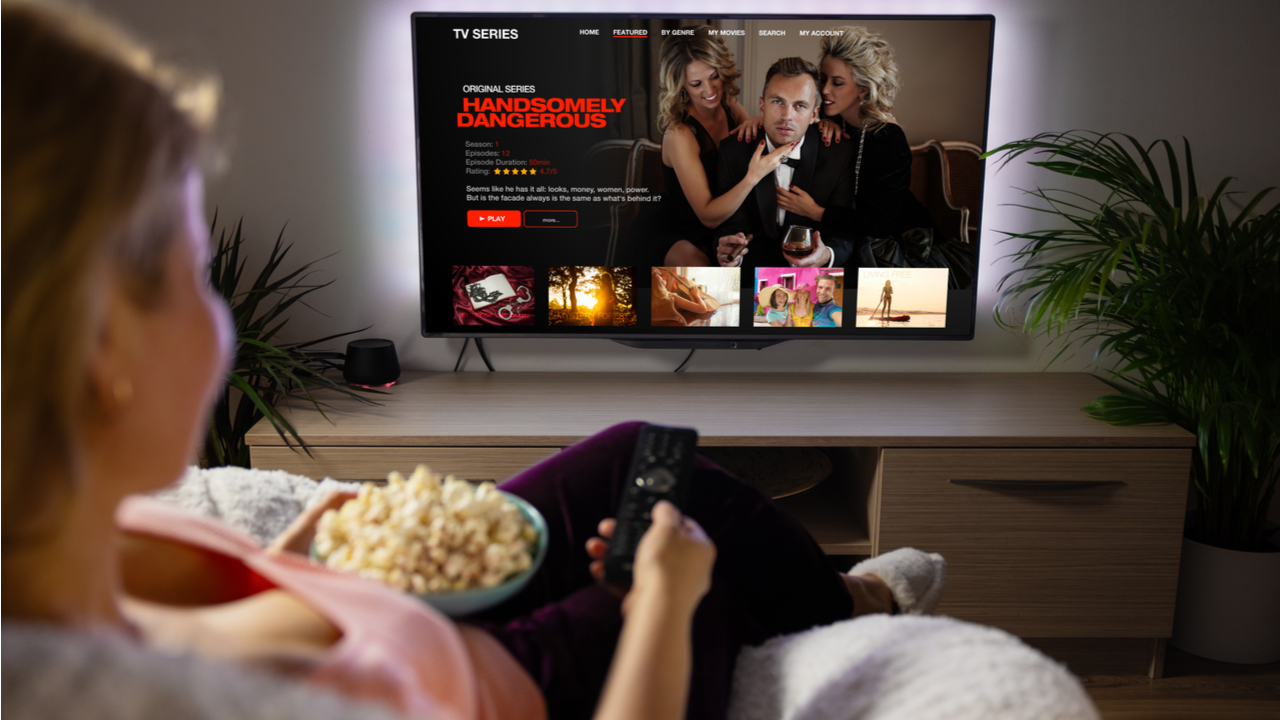 TV SERIES
HOME FEATURED BY GENRE MY MOVIES SEARCH MY ACCOUNT
ORIGINAL SERIES
HANDSOMELY
DANGEROUS
Season: 1
Episodes: 12
Episode Duration: 50min
Rating: ★★★★★ 4.7/5
Seems like he has it all: looks, money, women, power.
But is the facade always is the same as what's behind it?
► PLAY more...
LIVING FREE